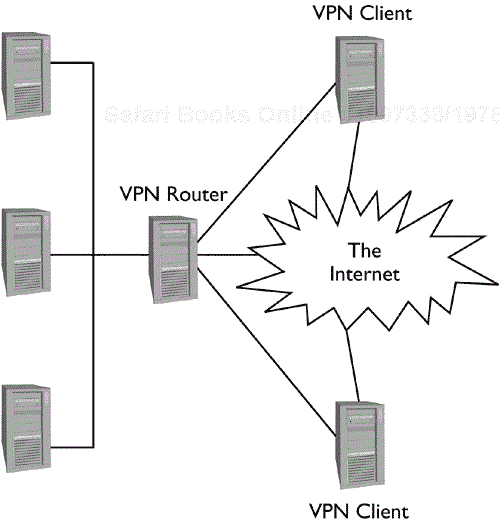 VPN Client
Safari Books Online
VPN Router
The
Internet
VPN Client